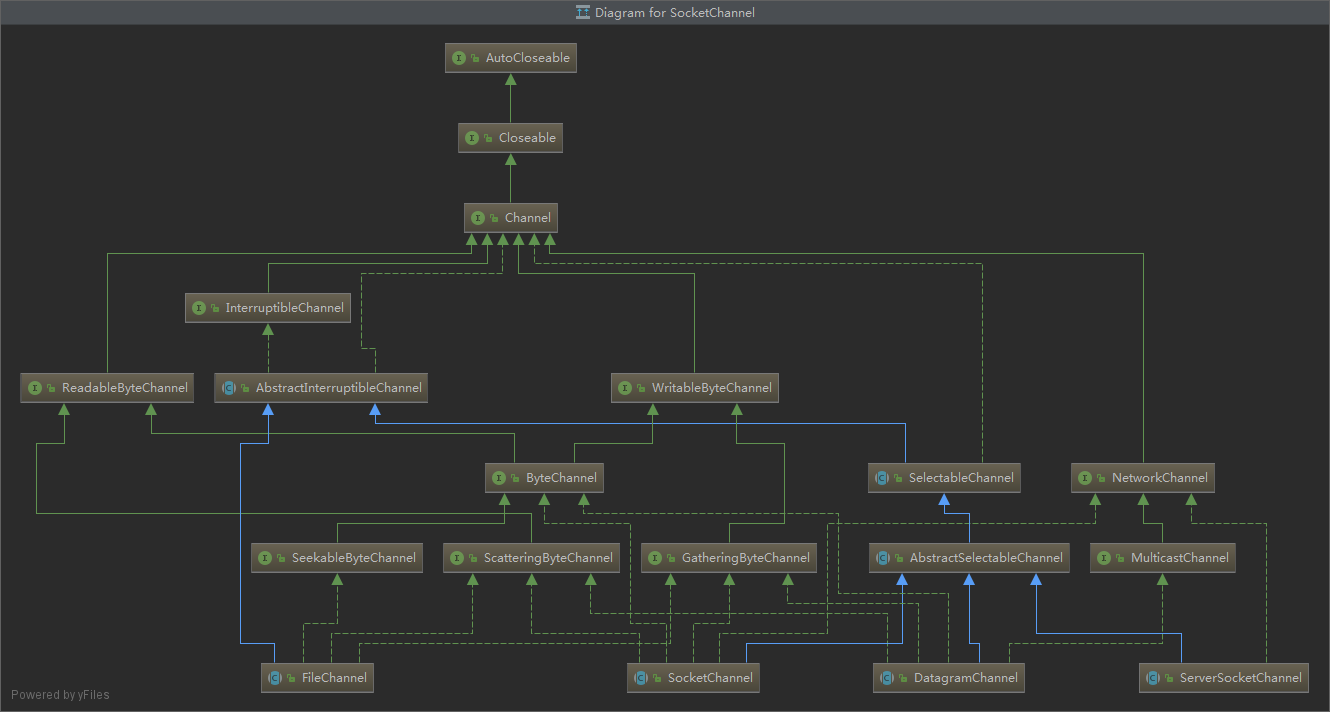 Diagram for SocketChannel
I AutoCloseable
I Closeable
I Channel
I InterruptibleChannel
I ReadableByteChannel
C AbstractInterruptibleChannel
I WritableByteChannel
I ByteChannel
C SelectableChannel
I NetworkChannel
I SeekableByteChannel
I ScatteringByteChannel
I GatheringByteChannel
C AbstractSelectableChannel
I MulticastChannel
C FileChannel
C SocketChannel
C DatagramChannel
C ServerSocketChannel
Powered by yFiles